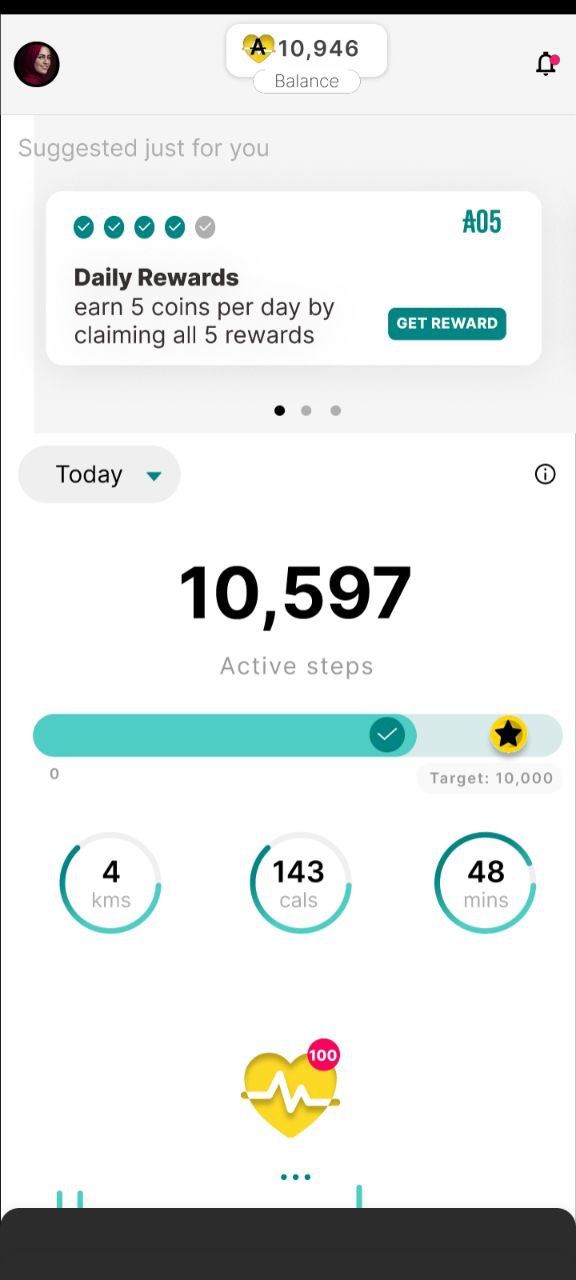 10,946
Balance
Suggested just for you
A05
Daily Rewards
earn 5 coins per day by
claiming all 5 rewards
GET REWARD
Today
10,597
Active steps
0
Target: 10,000
4
kms
143
cals
48
mins
100